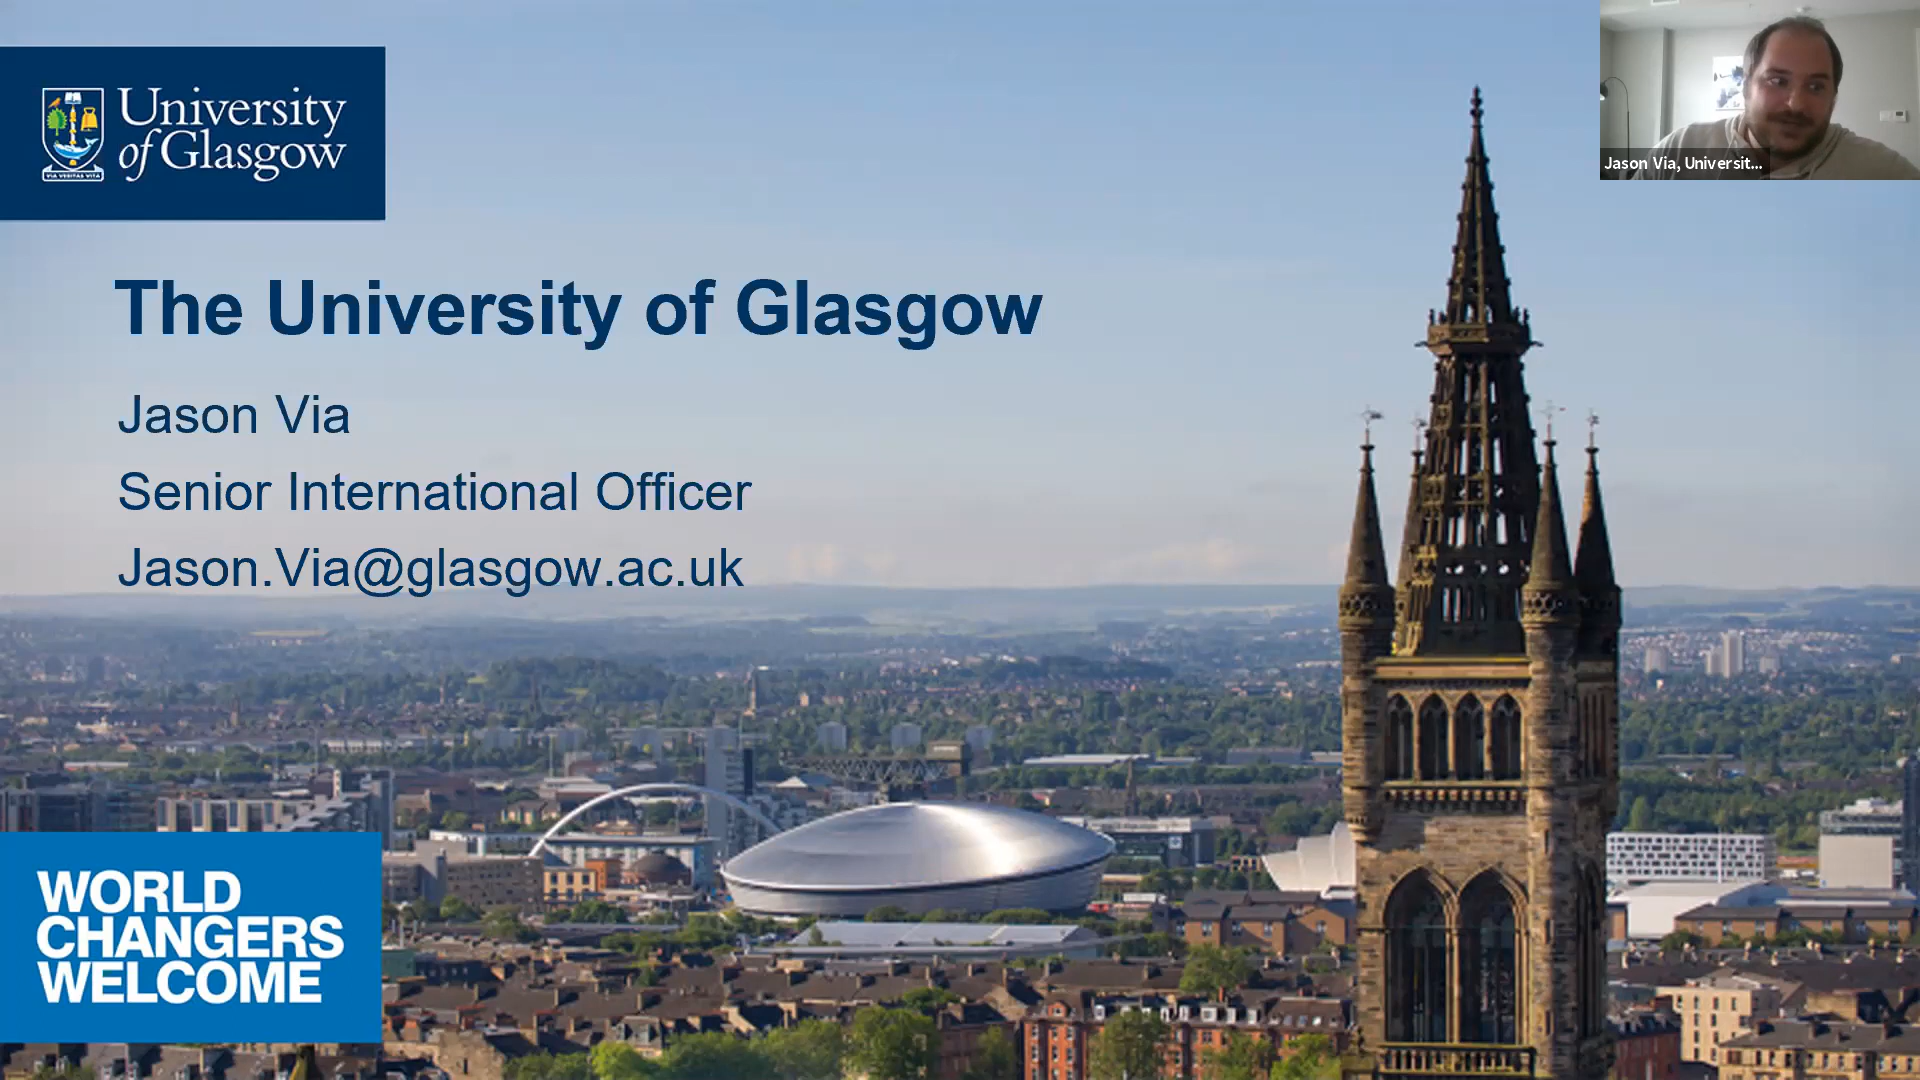 University
of Glasgow
VIA VERITAS VITA
The University of Glasgow
Jason Via
Senior International Officer
Jason.Via@glasgow.ac.uk
WORLD
CHANGERS
WELCOME
Jason Via, Universit...